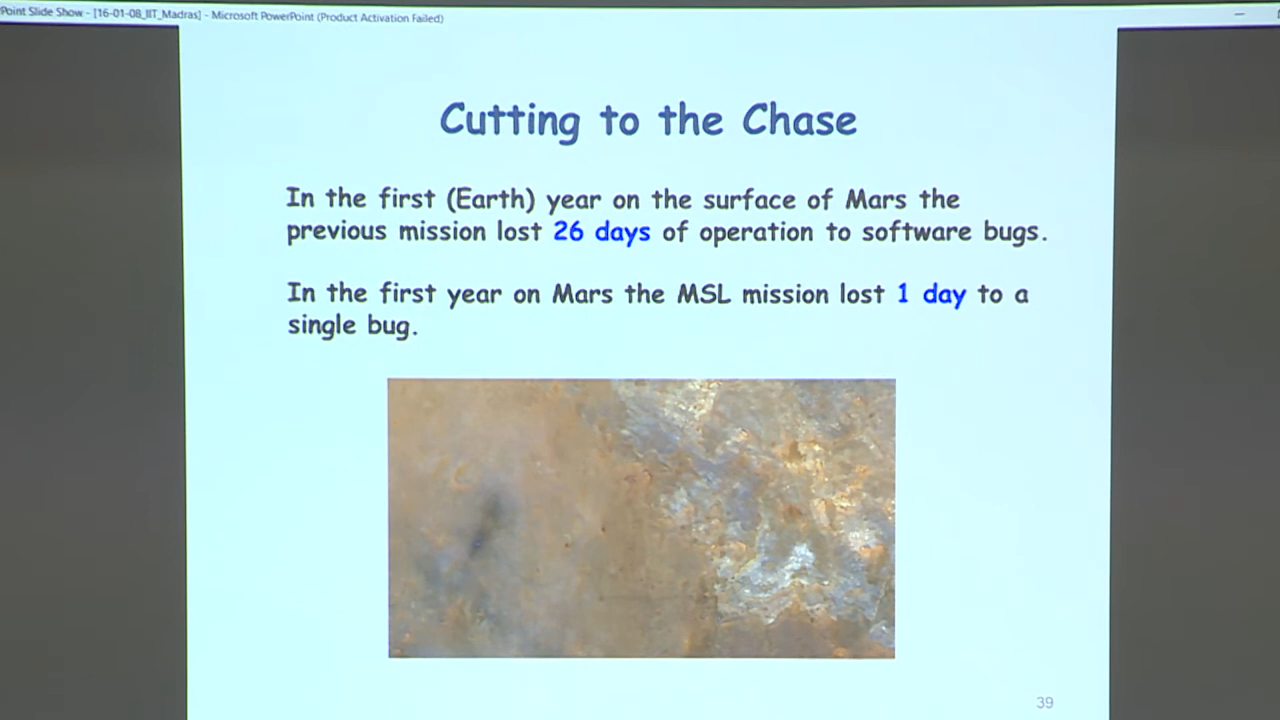 Point Slide Show - [16-01-08_IIT_Madras] - Microsoft PowerPoint (Product Activation Failed)
Cutting to the Chase
In the first (Earth) year on the surface of Mars the
previous mission lost 26 days of operation to software bugs.
In the first year on Mars the MSL mission lost 1 day to a
single bug.
39